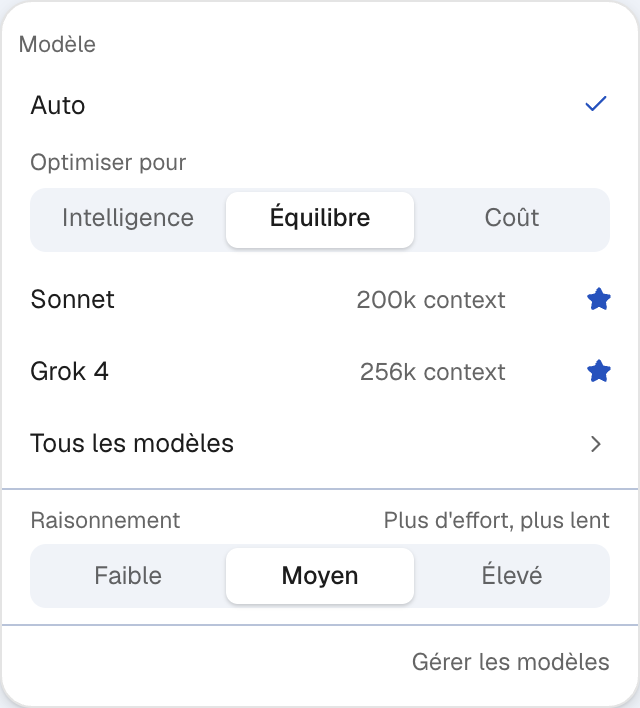 Modèle
Auto
Optimiser pour
Intelligence Équilibre Coût
Sonnet 200k context
Grok 4 256k context
Tous les modèles
Raisonnement Plus d'effort, plus lent
Faible Moyen Élevé
Gérer les modèles